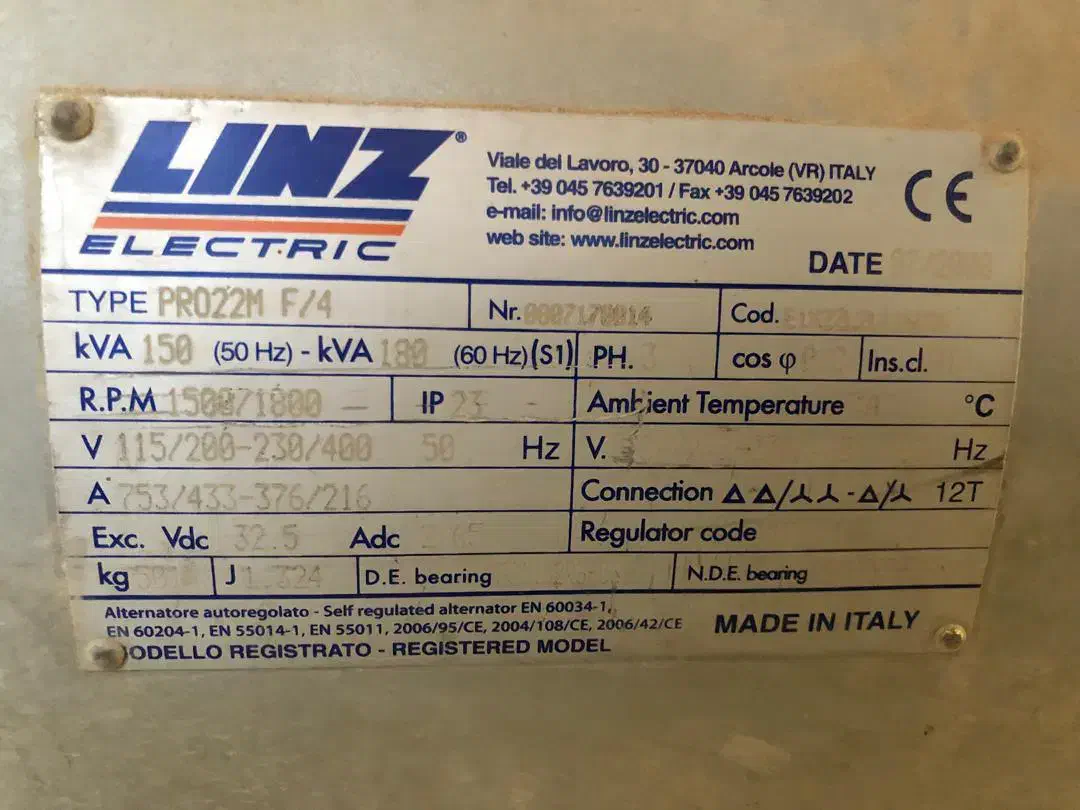 LINZ®
ELECTRIC
Viale del Lavoro, 30 - 37040 Arcole (VR) ITALY
Tel. +39 045 7639201 / Fax +39 045 7639202
e-mail: info@linzelectric.com
web site: www.linzelectric.com
CE
DATE
TYPE PRO22M F/4 Nr. Cod.
kVA 150 (50 Hz) - kVA 180 (60 Hz) (S1) PH. 3 cos φ Ins.cl.
R.P.M 1500/1800 - IP 23 - Ambient Temperature °C
V 115/200-230/400 50 Hz V. Hz
A 753/433-376/216 Connection Δ Δ/⅄ ⅄ - Δ/⅄ 12T
Exc. Vdc 32.5 Adc Regulator code
kg J D.E. bearing N.D.E. bearing
Alternatore autoregolato - Self regulated alternator EN 60034-1,
EN 60204-1, EN 55014-1, EN 55011, 2006/95/CE, 2004/108/CE, 2006/42/CE
MADE IN ITALY
ODELLO REGISTRATO - REGISTERED MODEL